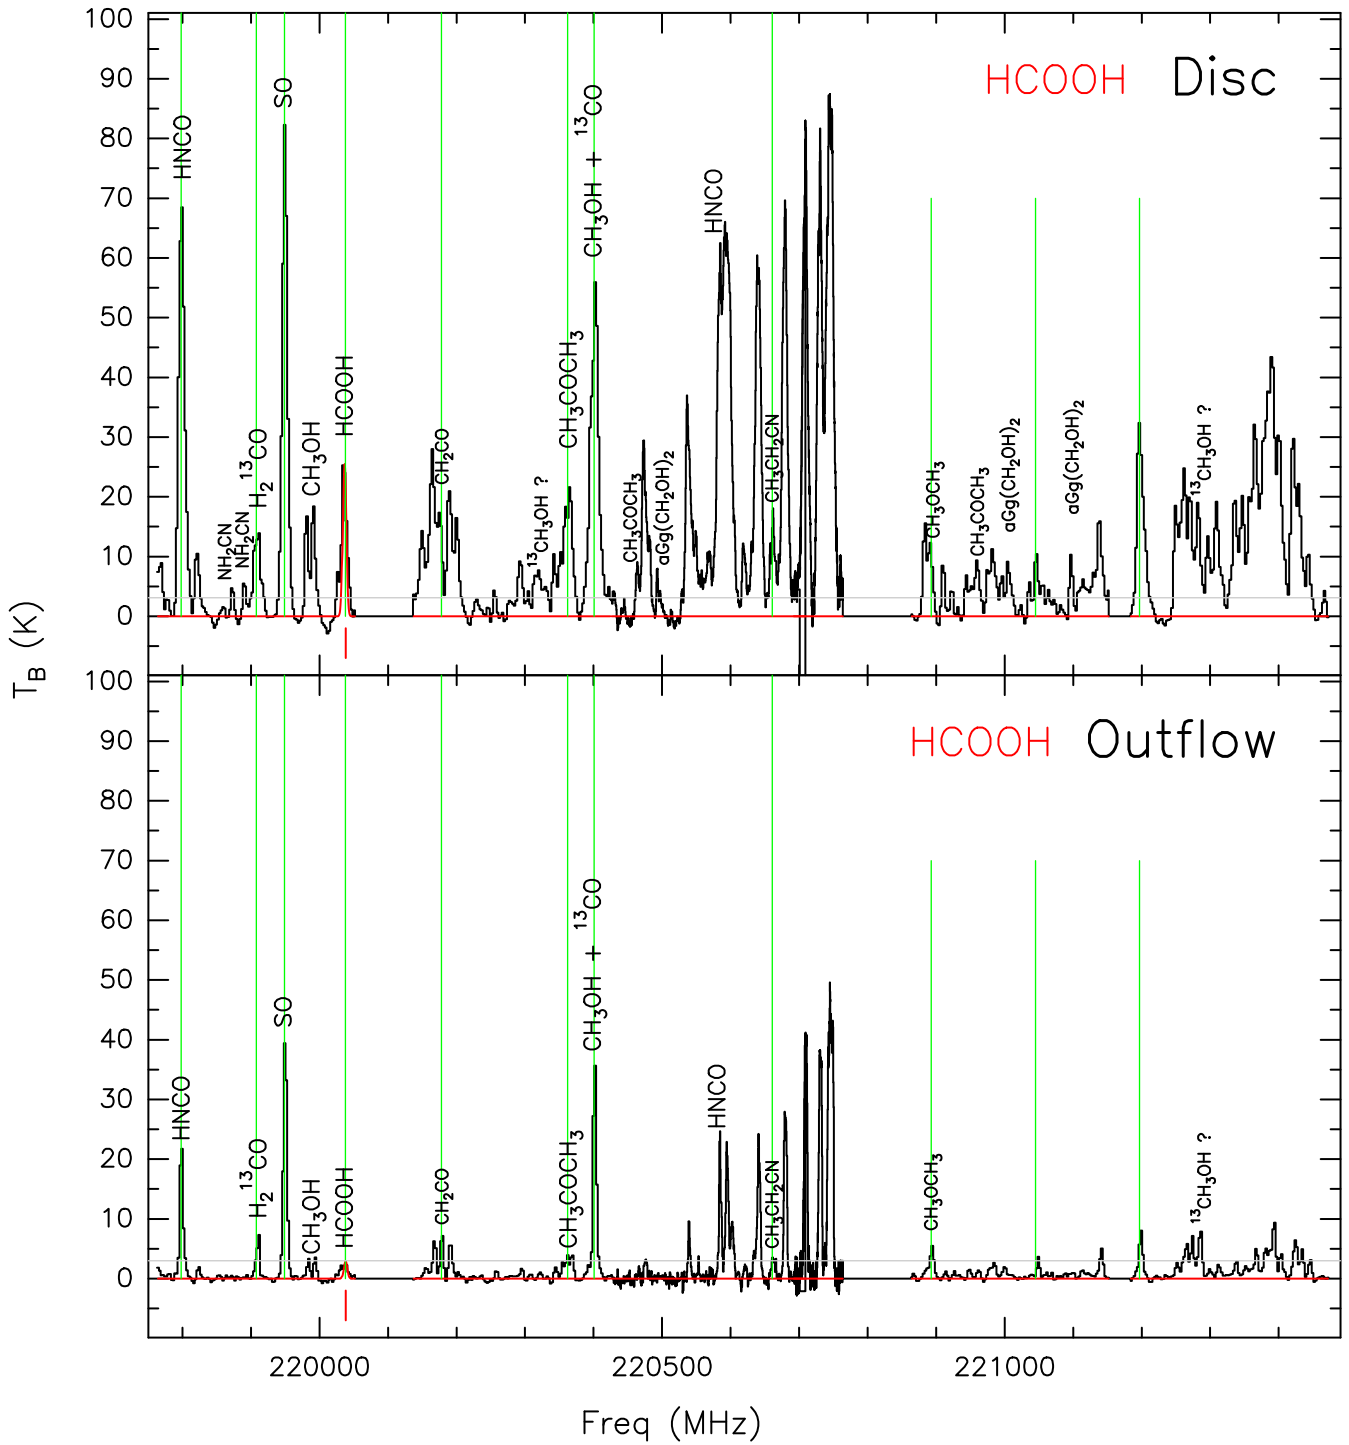 100
90
80
70
60
50
40
30
20
10
0
HCOOH Disc
HNCO
NH₂CN
NH₂CN
H₂ ¹³CO
SO
CH₃OH
HCOOH
CH₂CO
¹³CH₃OH ?
CH₃COCH₃
CH₃OH + ¹³CO
CH₃COCH₃
aGg(CH₂OH)₂
HNCO
CH₃CH₂CN
CH₃OCH₃
CH₃COCH₃
aGg(CH₂OH)₂
aGg(CH₂OH)₂
¹³CH₃OH ?
T_B (K)
100
90
80
70
60
50
40
30
20
10
0
HCOOH Outflow
HNCO
H₂ ¹³CO
SO
CH₃OH
HCOOH
CH₂CO
CH₃COCH₃
CH₃OH + ¹³CO
HNCO
CH₃CH₂CN
CH₃OCH₃
¹³CH₃OH ?
220000 220500 221000
Freq (MHz)